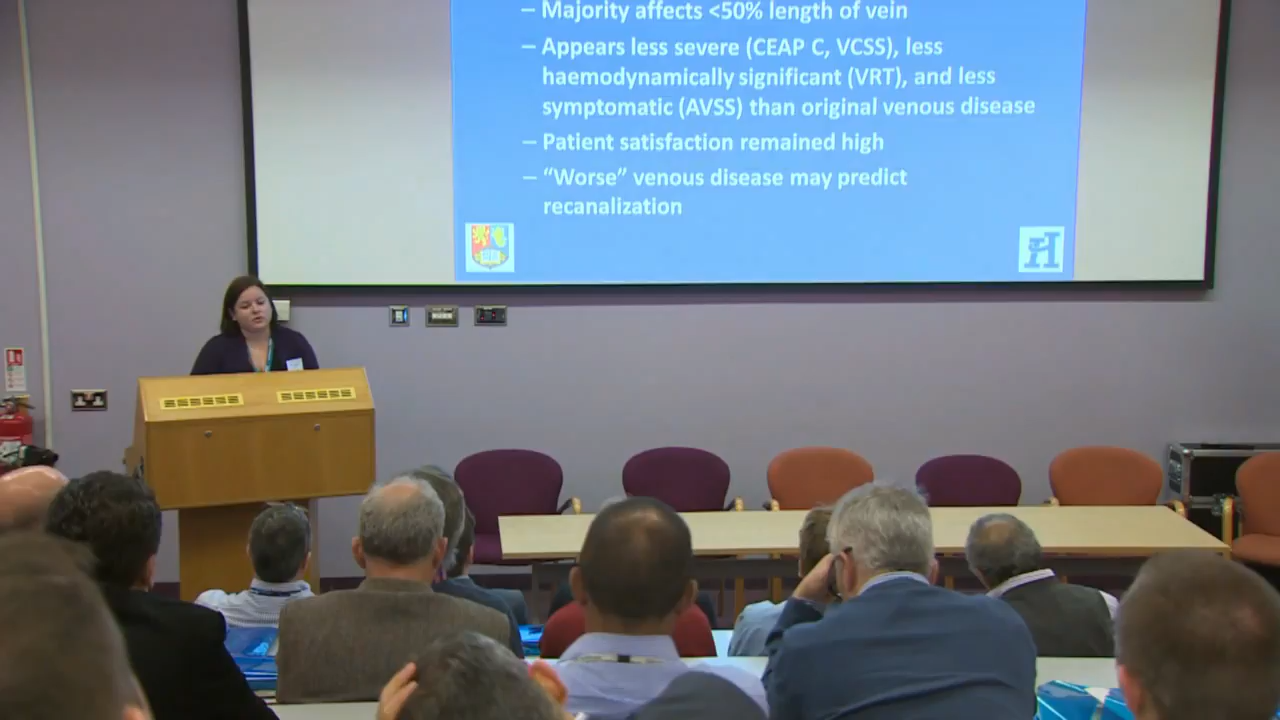 – Majority affects <50% length of vein
– Appears less severe (CEAP C, VCSS), less
haemodynamically significant (VRT), and less
symptomatic (AVSS) than original venous disease
– Patient satisfaction remained high
– “Worse” venous disease may predict
recanalization